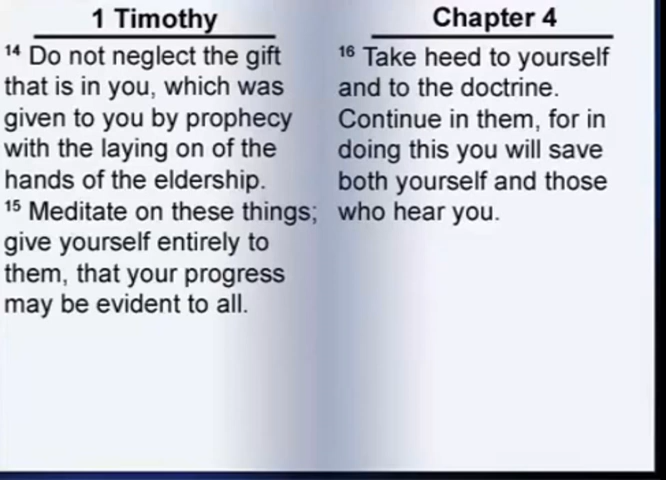 1 Timothy
14 Do not neglect the gift
that is in you, which was
given to you by prophecy
with the laying on of the
hands of the eldership.
15 Meditate on these things;
give yourself entirely to
them, that your progress
may be evident to all.
Chapter 4
16 Take heed to yourself
and to the doctrine.
Continue in them, for in
doing this you will save
both yourself and those
who hear you.